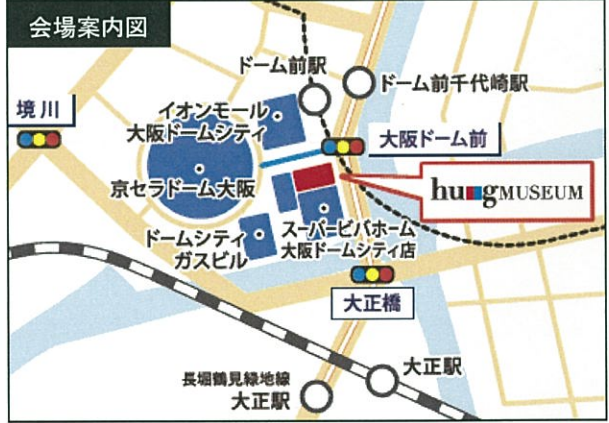 会場案内図
ドーム前駅
ドーム前千代崎駅
境川
イオンモール
大阪ドームシティ
大阪ドーム前
京セラドーム大阪
hugMUSEUM
ドームシティ
ガスビル
スーパービバホーム
大阪ドームシティ店
大正橋
長堀鶴見緑地線
大正駅
大正駅